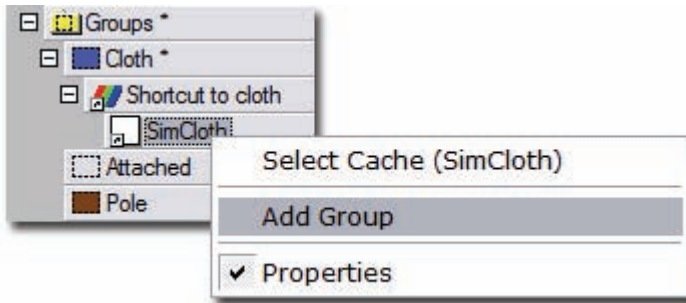 Groups *
Cloth *
Shortcut to cloth
SimCloth
Attached
Pole
Select Cache (SimCloth)
Add Group
Properties